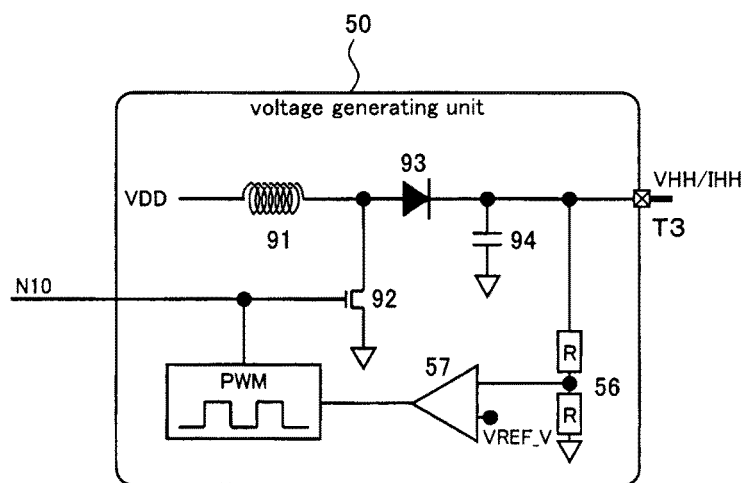 50
voltage generating unit
93
VDD
VHH/IHH
91
94
T3
N10
92
R
57
PWM
56
R
VREF_V